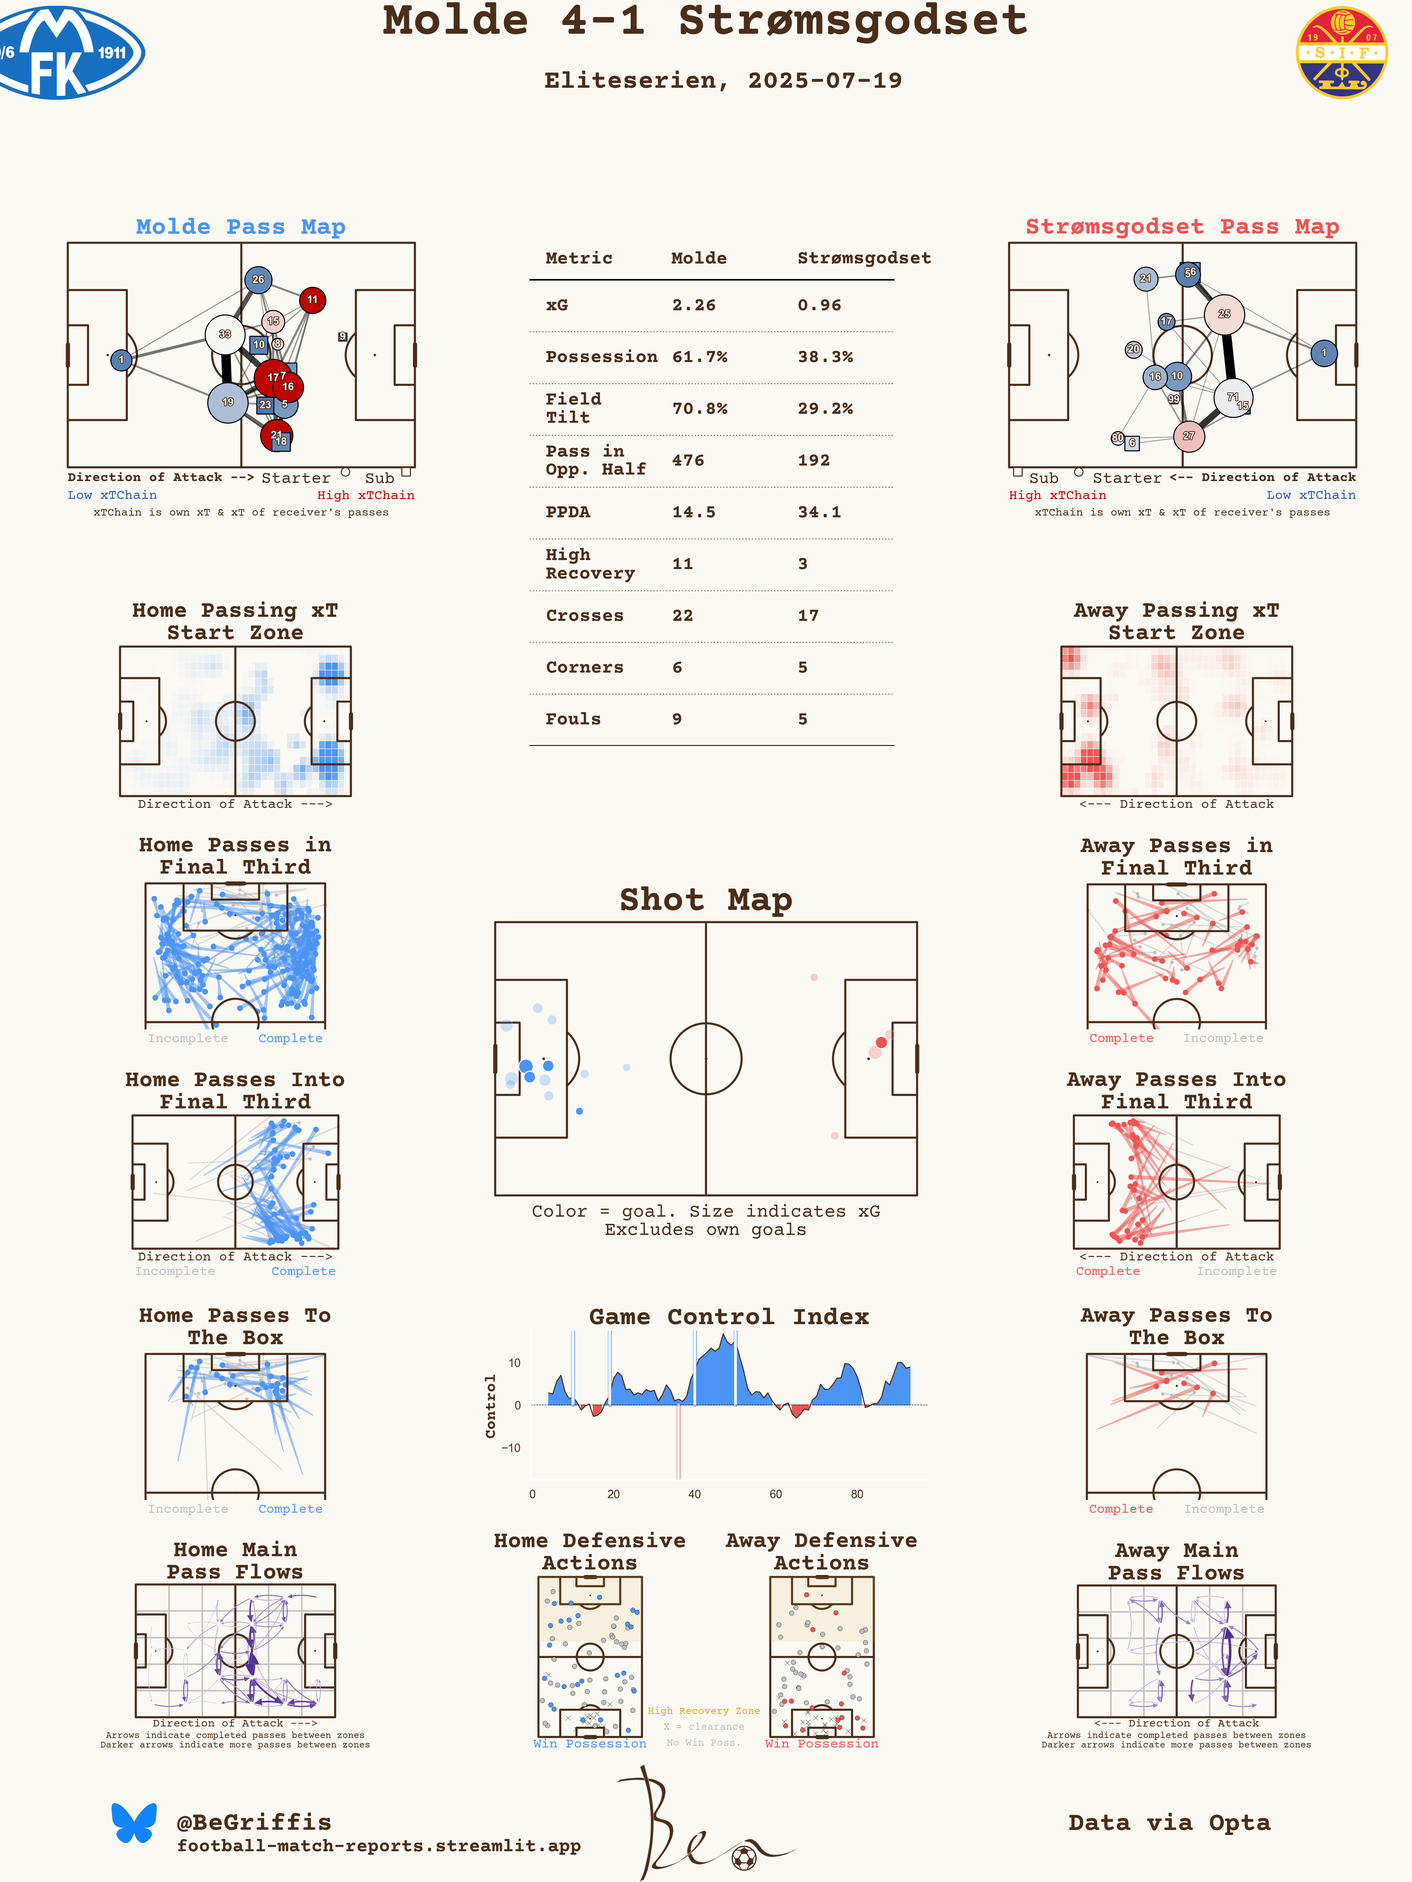 Molde 4-1 Strømsgodset
Eliteserien, 2025-07-19
1911
FK
19 07
S.I.F
Molde Pass Map
26
11
15
33
10
8
9
1
17
7
16
19
23
5
21
18
Direction of Attack --> Starter Sub
Low xTChain High xTChain
xTChain is own xT & xT of receiver's passes
Metric Molde Strømsgodset
xG 2.26 0.96
Possession 61.7% 38.3%
Field
Tilt 70.8% 29.2%
Pass in
Opp. Half 476 192
PPDA 14.5 34.1
High
Recovery 11 3
Crosses 22 17
Corners 6 5
Fouls 9 5
Strømsgodset Pass Map
21
25
17
20
1
16
10
99
71
15
27
80
6
Sub Starter <-- Direction of Attack
High xTChain Low xTChain
xTChain is own xT & xT of receiver's passes
Home Passing xT
Start Zone
Direction of Attack --->
Away Passing xT
Start Zone
<--- Direction of Attack
Home Passes in
Final Third
Incomplete Complete
Away Passes in
Final Third
Complete Incomplete
Shot Map
Color = goal. Size indicates xG
Excludes own goals
Home Passes Into
Final Third
Direction of Attack --->
Incomplete Complete
Away Passes Into
Final Third
<--- Direction of Attack
Complete Incomplete
Home Passes To
The Box
Incomplete Complete
Game Control Index
Control
10
0
−10
0 20 40 60 80
Away Passes To
The Box
Complete Incomplete
Home Main
Pass Flows
Direction of Attack --->
Arrows indicate completed passes between zones
Darker arrows indicate more passes between zones
Home Defensive
Actions
Win Possession
Away Defensive
Actions
Win Possession
High Recovery Zone
X = clearance
No Win Poss.
Away Main
Pass Flows
<--- Direction of Attack
Arrows indicate completed passes between zones
Darker arrows indicate more passes between zones
@BeGriffis
football-match-reports.streamlit.app
Ben
Data via Opta